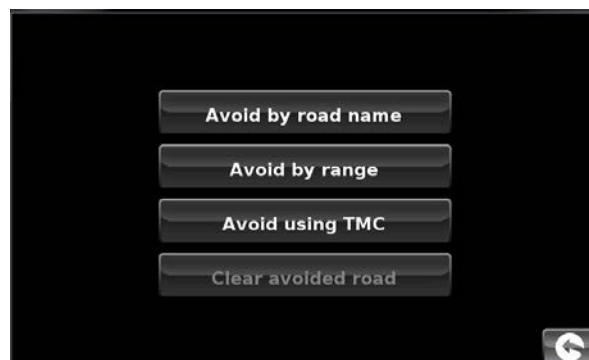 Avoid by road name
Avoid by range
Avoid using TMC
Clear avoided road